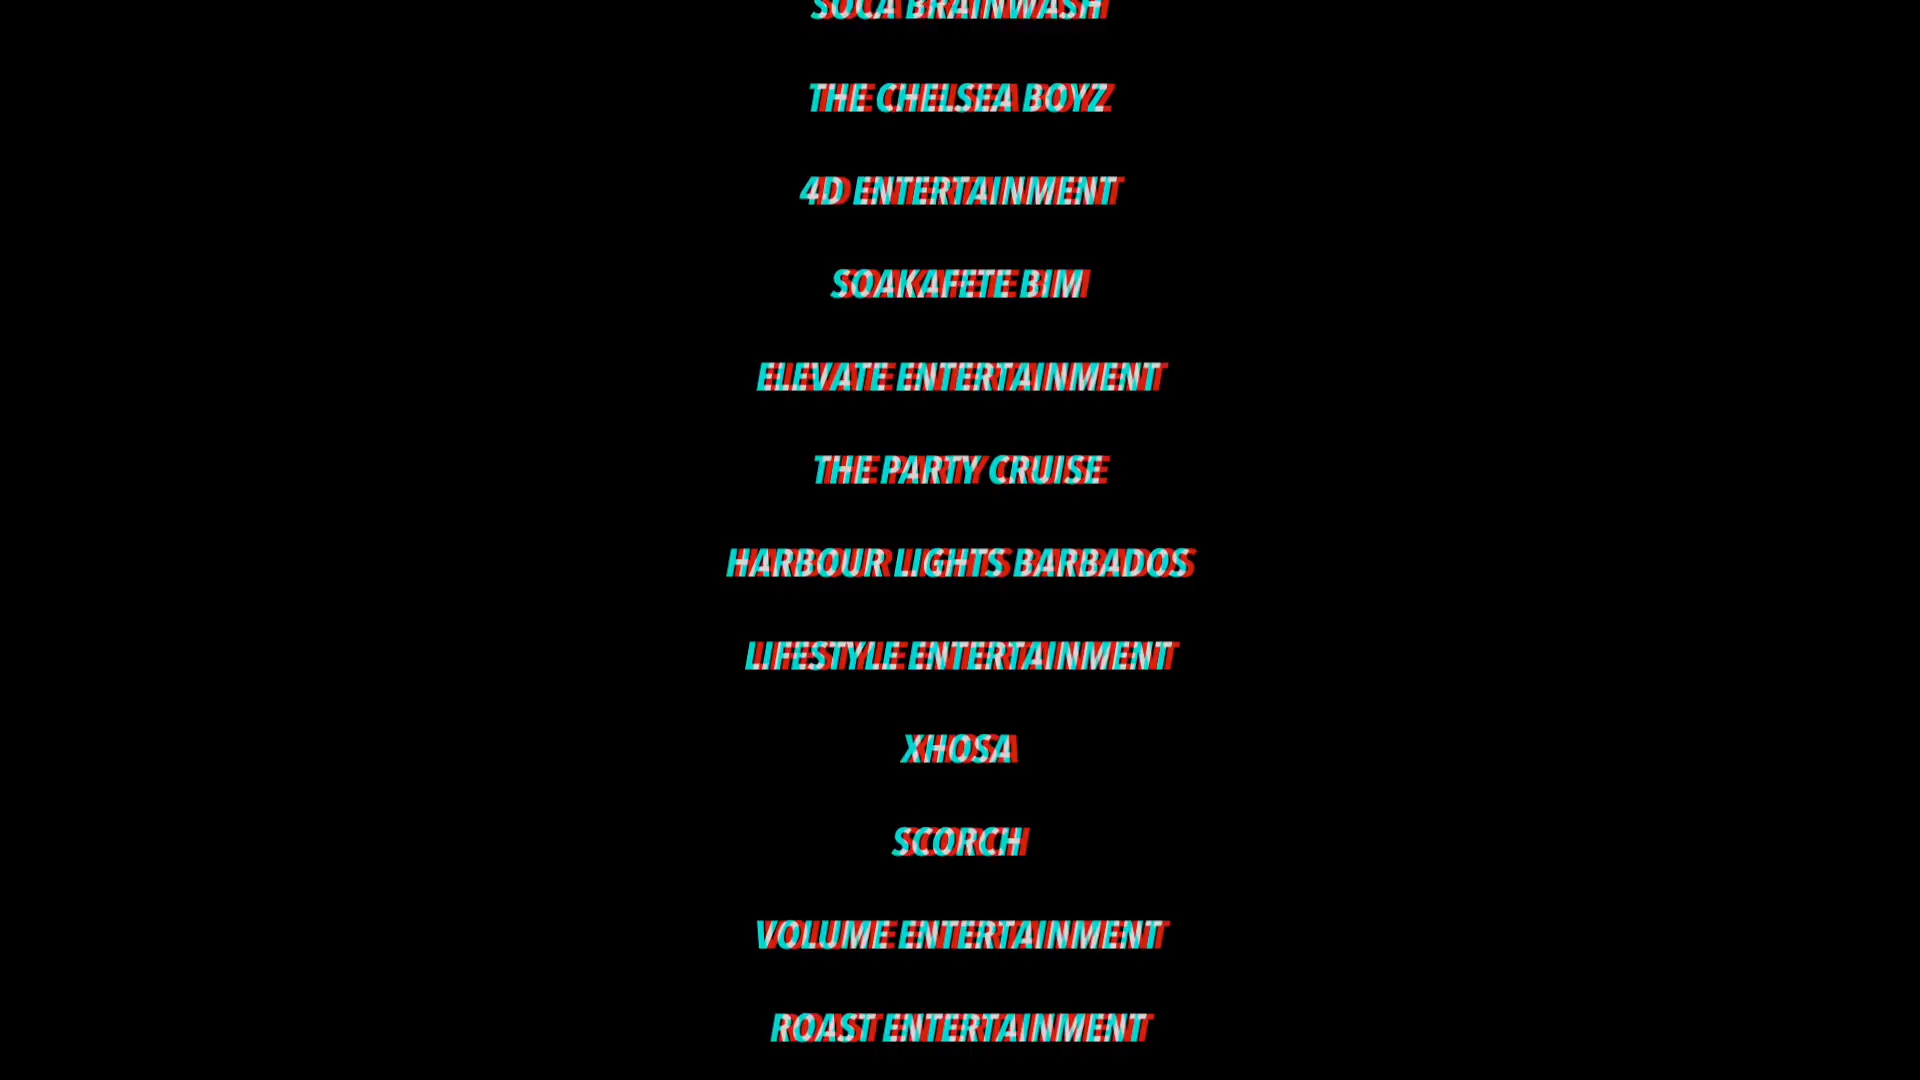 SOCA BRAINWASH
THE CHELSEA BOYZ
4D ENTERTAINMENT
SOAKAFETE BIM
ELEVATE ENTERTAINMENT
THE PARTY CRUISE
HARBOUR LIGHTS BARBADOS
LIFESTYLE ENTERTAINMENT
XHOSA
SCORCH
VOLUME ENTERTAINMENT
ROAST ENTERTAINMENT